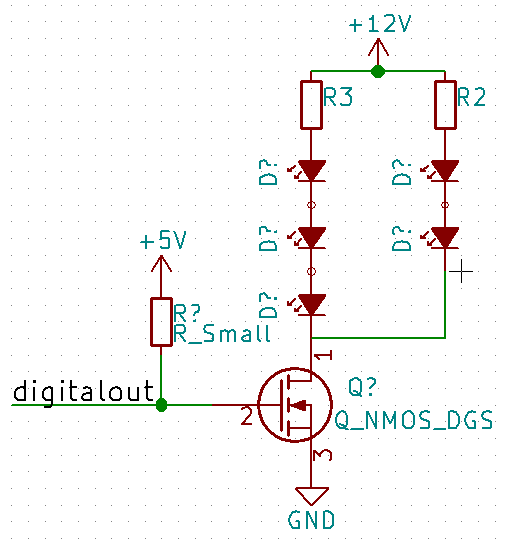 +12V
R3
R2
D?
D?
D?
D?
+5V
R?
D?
R_Small
digitalout
1
2
Q?
Q_NMOS_DGS
3
GND